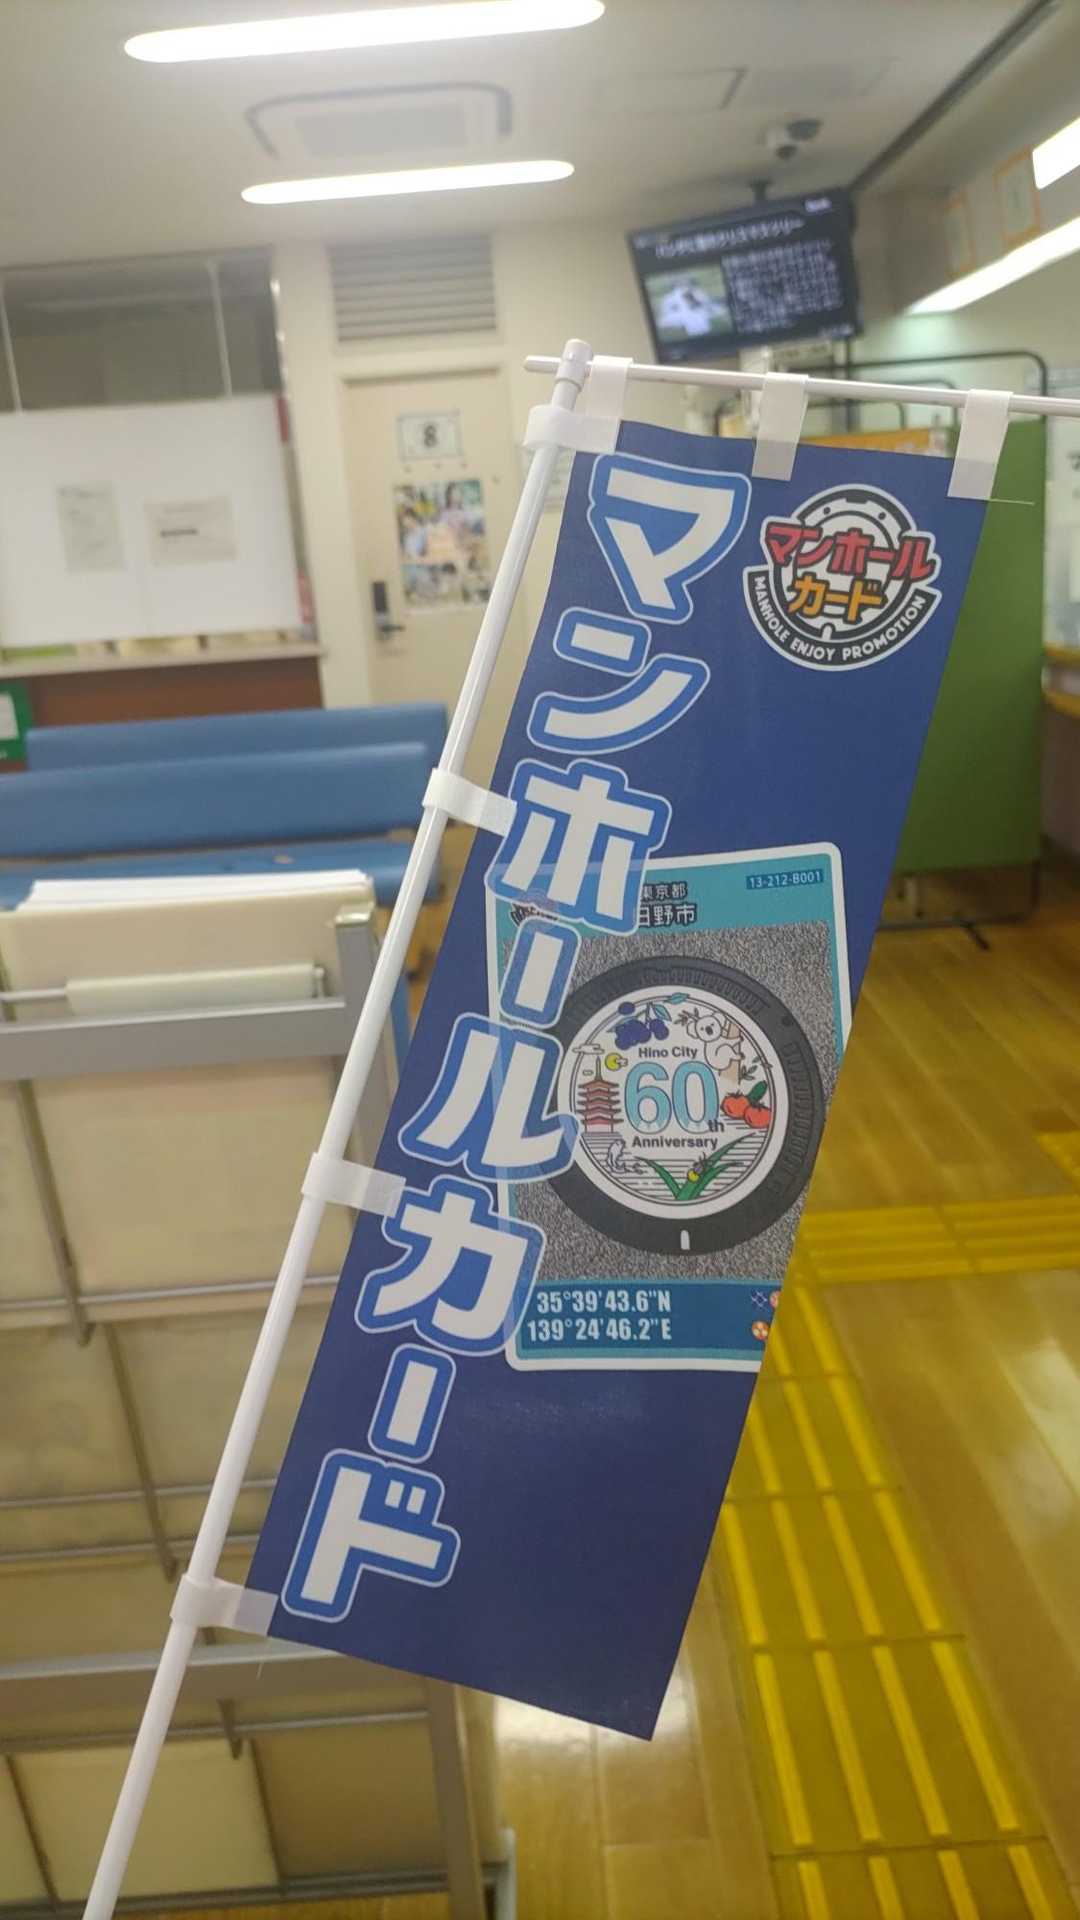 マンホールカード
マンホール
カード
MANHOLE ENJOY PROMOTION
13-212-B001
東京都
日野市
Hino City
60th
Anniversary
35°39'43.6"N
139°24'46.2"E
8